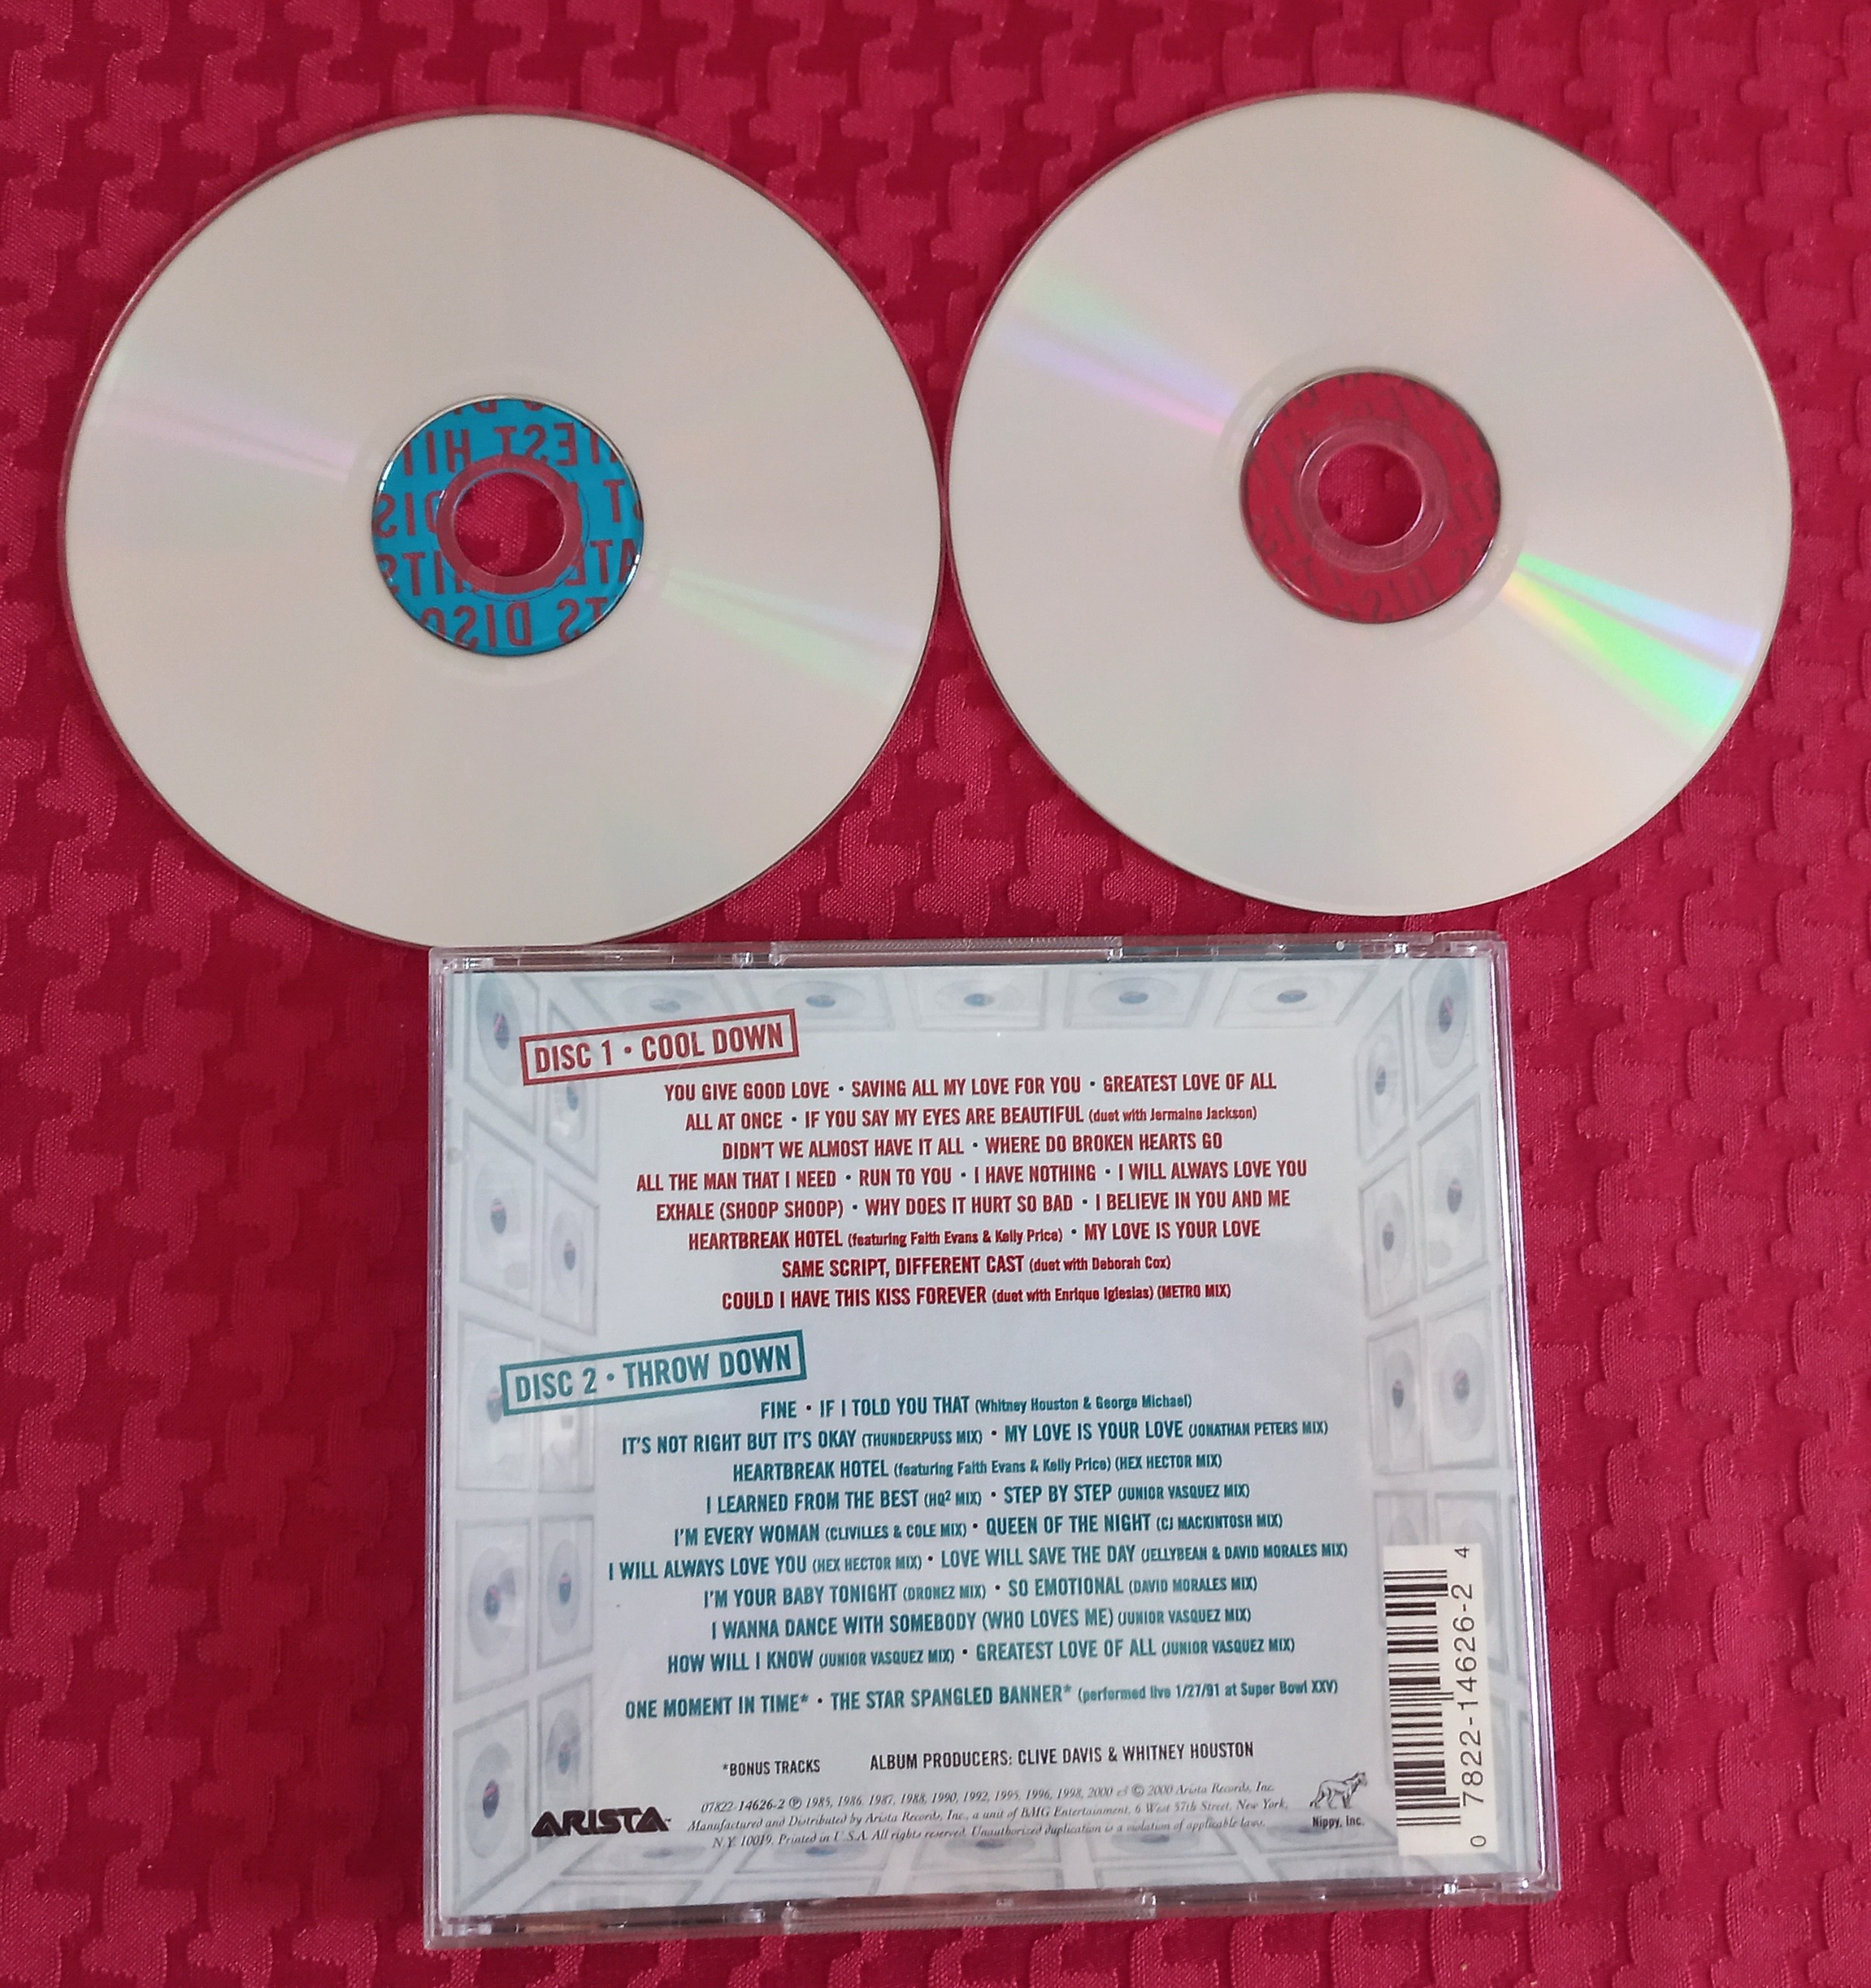 TEST HIT
DISC
HITS
TS DISC
DISC 1 • COOL DOWN
YOU GIVE GOOD LOVE • SAVING ALL MY LOVE FOR YOU • GREATEST LOVE OF ALL
ALL AT ONCE • IF YOU SAY MY EYES ARE BEAUTIFUL (duet with Jermaine Jackson)
DIDN'T WE ALMOST HAVE IT ALL • WHERE DO BROKEN HEARTS GO
ALL THE MAN THAT I NEED • RUN TO YOU • I HAVE NOTHING • I WILL ALWAYS LOVE YOU
EXHALE (SHOOP SHOOP) • WHY DOES IT HURT SO BAD • I BELIEVE IN YOU AND ME
HEARTBREAK HOTEL (featuring Faith Evans & Kelly Price) • MY LOVE IS YOUR LOVE
SAME SCRIPT, DIFFERENT CAST (duet with Deborah Cox)
COULD I HAVE THIS KISS FOREVER (duet with Enrique Iglesias) (METRO MIX)
DISC 2 • THROW DOWN
FINE • IF I TOLD YOU THAT (Whitney Houston & George Michael)
IT'S NOT RIGHT BUT IT'S OKAY (THUNDERPUSS MIX) • MY LOVE IS YOUR LOVE (JONATHAN PETERS MIX)
HEARTBREAK HOTEL (featuring Faith Evans & Kelly Price) (HEX HECTOR MIX)
I LEARNED FROM THE BEST (HQ² MIX) • STEP BY STEP (JUNIOR VASQUEZ MIX)
I'M EVERY WOMAN (CLIVILLES & COLE MIX) • QUEEN OF THE NIGHT (CJ MACKINTOSH MIX)
I WILL ALWAYS LOVE YOU (HEX HECTOR MIX) • LOVE WILL SAVE THE DAY (JELLYBEAN & DAVID MORALES MIX)
I'M YOUR BABY TONIGHT (DRONEZ MIX) • SO EMOTIONAL (DAVID MORALES MIX)
I WANNA DANCE WITH SOMEBODY (WHO LOVES ME) (JUNIOR VASQUEZ MIX)
HOW WILL I KNOW (JUNIOR VASQUEZ MIX) • GREATEST LOVE OF ALL (JUNIOR VASQUEZ MIX)
ONE MOMENT IN TIME* • THE STAR SPANGLED BANNER* (performed live 1/27/91 at Super Bowl XXV)
*BONUS TRACKS ALBUM PRODUCERS: CLIVE DAVIS & WHITNEY HOUSTON
07822-14626-2 ℗ 1985, 1986, 1987, 1988, 1990, 1992, 1995, 1996, 1998, 2000 & © 2000 Arista Records, Inc.
Manufactured and Distributed by Arista Records, Inc., a unit of BMG Entertainment, 6 West 57th Street, New York,
N.Y. 10019. Printed in U.S.A. All rights reserved. Unauthorized duplication is a violation of applicable laws.
ARISTA™
Nippy, Inc.
0 7822-14626-2 4